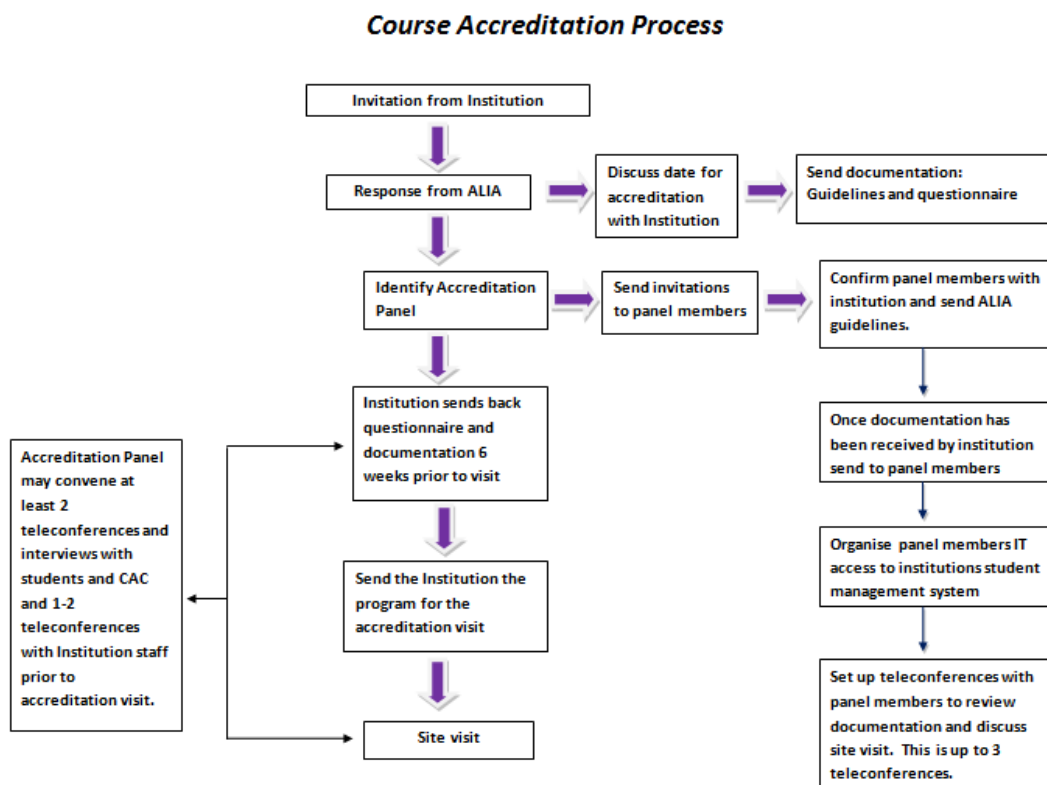 Course Accreditation Process
Invitation from Institution
Response from ALIA
Discuss date for
accreditation
with Institution
Send documentation:
Guidelines and questionnaire
Identify Accreditation
Panel
Send invitations
to panel members
Confirm panel members with
institution and send ALIA
guidelines.
Institution sends back
questionnaire and
documentation 6
weeks prior to visit
Once documentation has
been received by institution
send to panel members
Accreditation Panel
may convene at
least 2
teleconferences and
interviews with
students and CAC
and 1-2
teleconferences
with Institution staff
prior to
accreditation visit.
Organise panel members IT
access to institutions student
management system
Send the Institution the
program for the
accreditation visit
Set up teleconferences with
panel members to review
documentation and discuss
site visit. This is up to 3
teleconferences.
Site visit